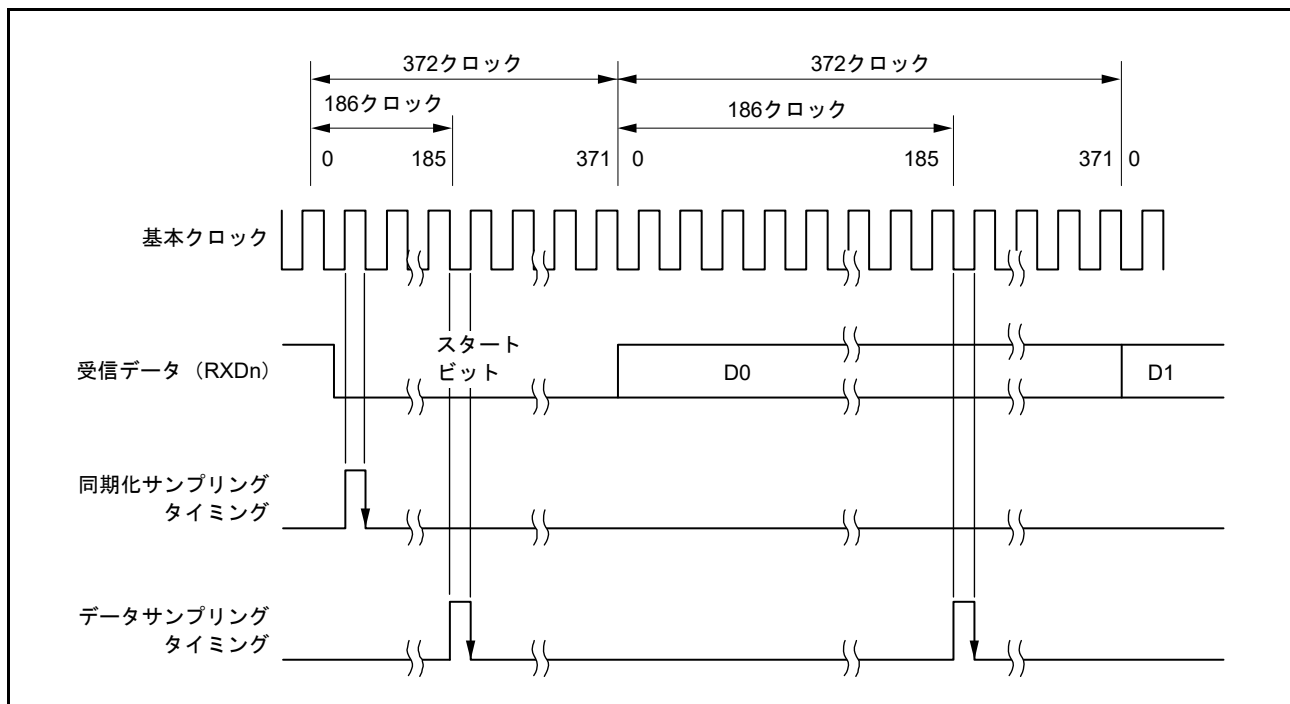 372クロック 372クロック
186クロック 186クロック
0 185 371 0 185 371 0
基本クロック
スタート
ビット
受信データ（RXDn）
D0 D1
同期化サンプリング
タイミング
データサンプリング
タイミング